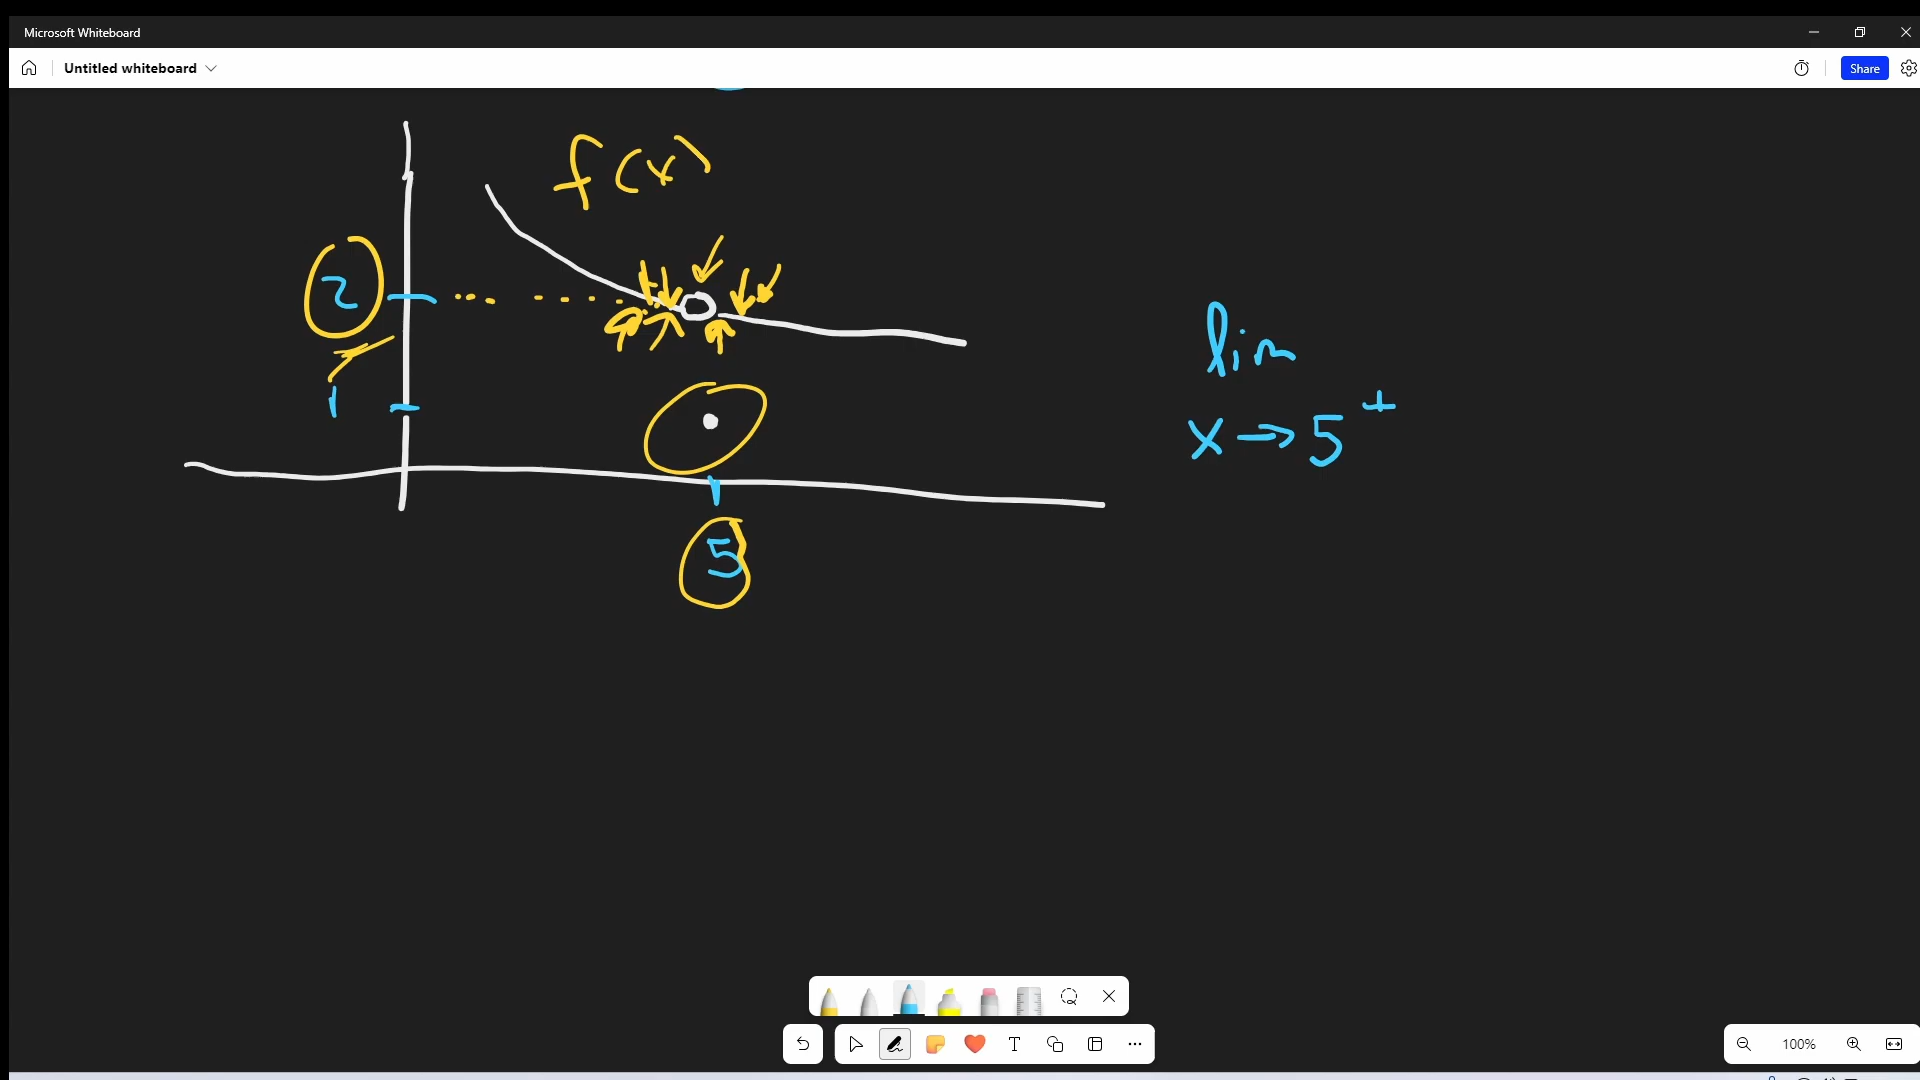 Microsoft Whiteboard
Untitled whiteboard
Share
f(x)
2
1
5
lim
x→5⁺
T
100%